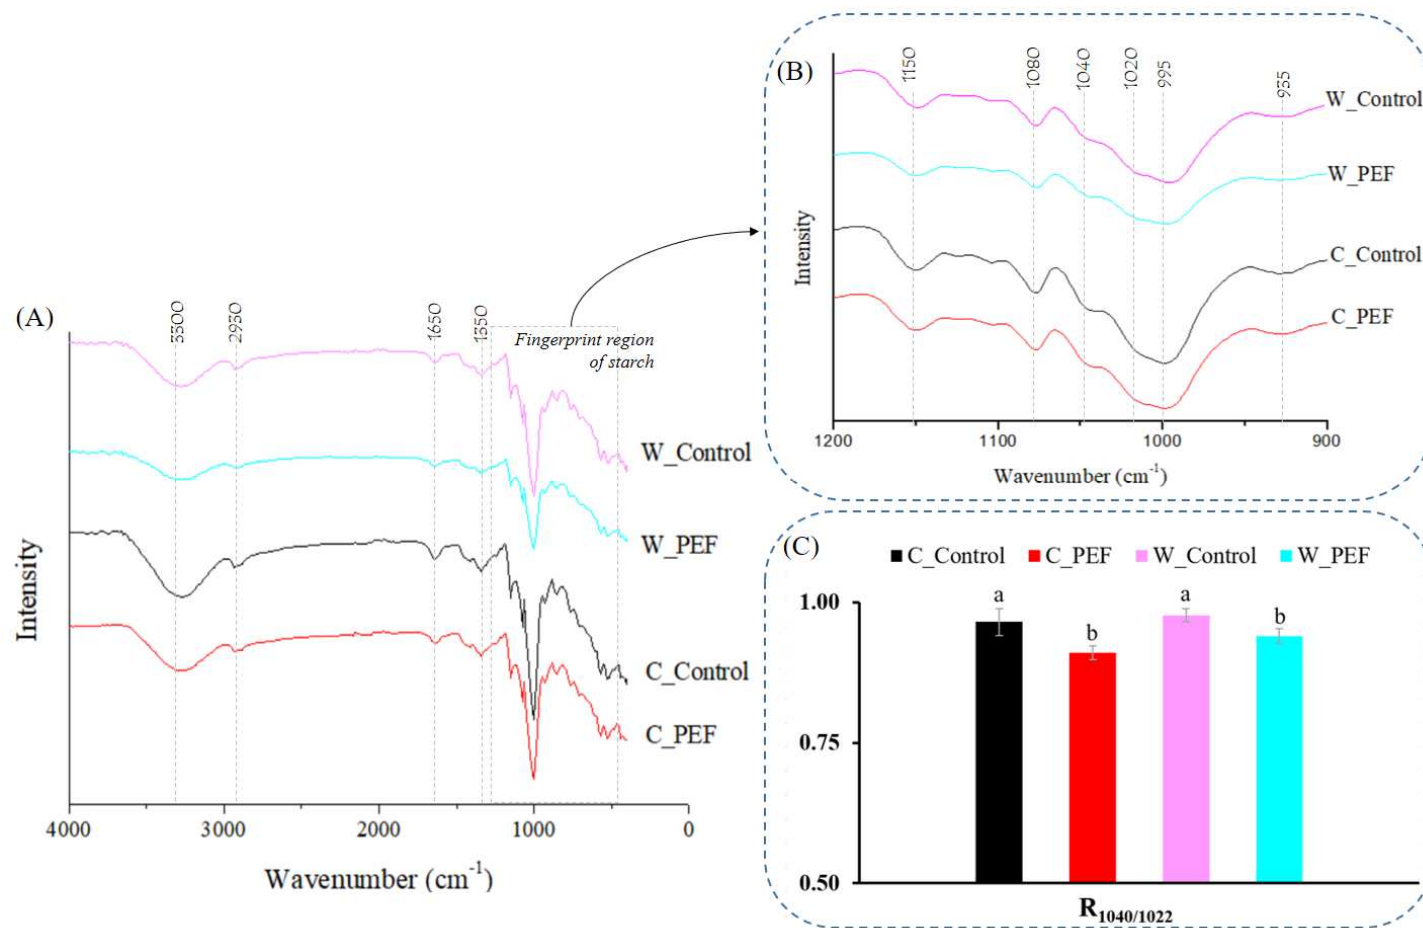 (A)
3300
2930
1650
1350
Fingerprint region
of starch
W_Control
W_PEF
C_Control
C_PEF
Intensity
4000
3000
2000
1000
0
Wavenumber (cm⁻¹)
(B)
1150
1080
1040
1020
995
935
W_Control
W_PEF
C_Control
C_PEF
Intensity
1200
1100
1000
900
Wavenumber (cm⁻¹)
(C)
C_Control C_PEF W_Control W_PEF
1.00
0.75
0.50
a
b
a
b
R1040/1022